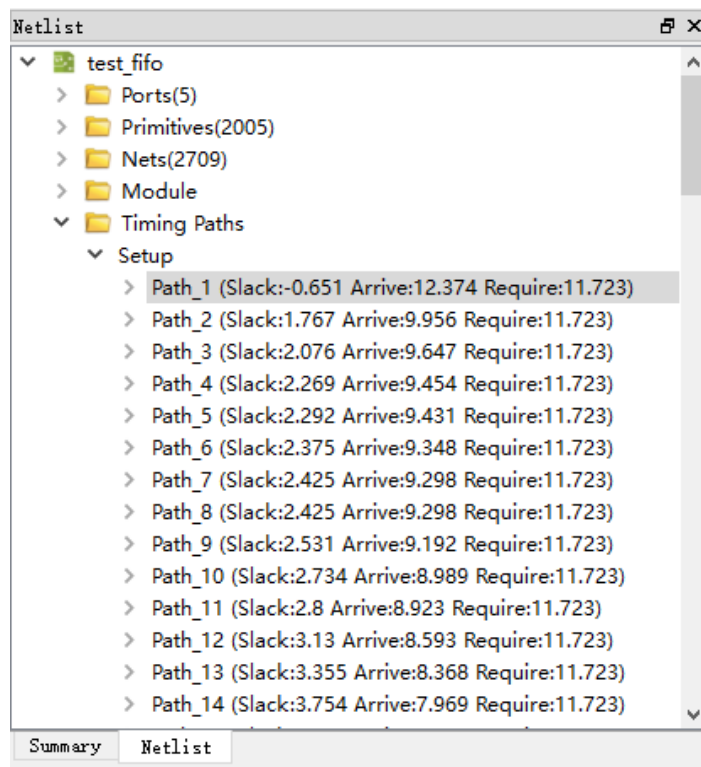 Netlist
test_fifo
Ports(5)
Primitives(2005)
Nets(2709)
Module
Timing Paths
Setup
Path_1 (Slack:-0.651 Arrive:12.374 Require:11.723)
Path_2 (Slack:1.767 Arrive:9.956 Require:11.723)
Path_3 (Slack:2.076 Arrive:9.647 Require:11.723)
Path_4 (Slack:2.269 Arrive:9.454 Require:11.723)
Path_5 (Slack:2.292 Arrive:9.431 Require:11.723)
Path_6 (Slack:2.375 Arrive:9.348 Require:11.723)
Path_7 (Slack:2.425 Arrive:9.298 Require:11.723)
Path_8 (Slack:2.425 Arrive:9.298 Require:11.723)
Path_9 (Slack:2.531 Arrive:9.192 Require:11.723)
Path_10 (Slack:2.734 Arrive:8.989 Require:11.723)
Path_11 (Slack:2.8 Arrive:8.923 Require:11.723)
Path_12 (Slack:3.13 Arrive:8.593 Require:11.723)
Path_13 (Slack:3.355 Arrive:8.368 Require:11.723)
Path_14 (Slack:3.754 Arrive:7.969 Require:11.723)
Summary Netlist